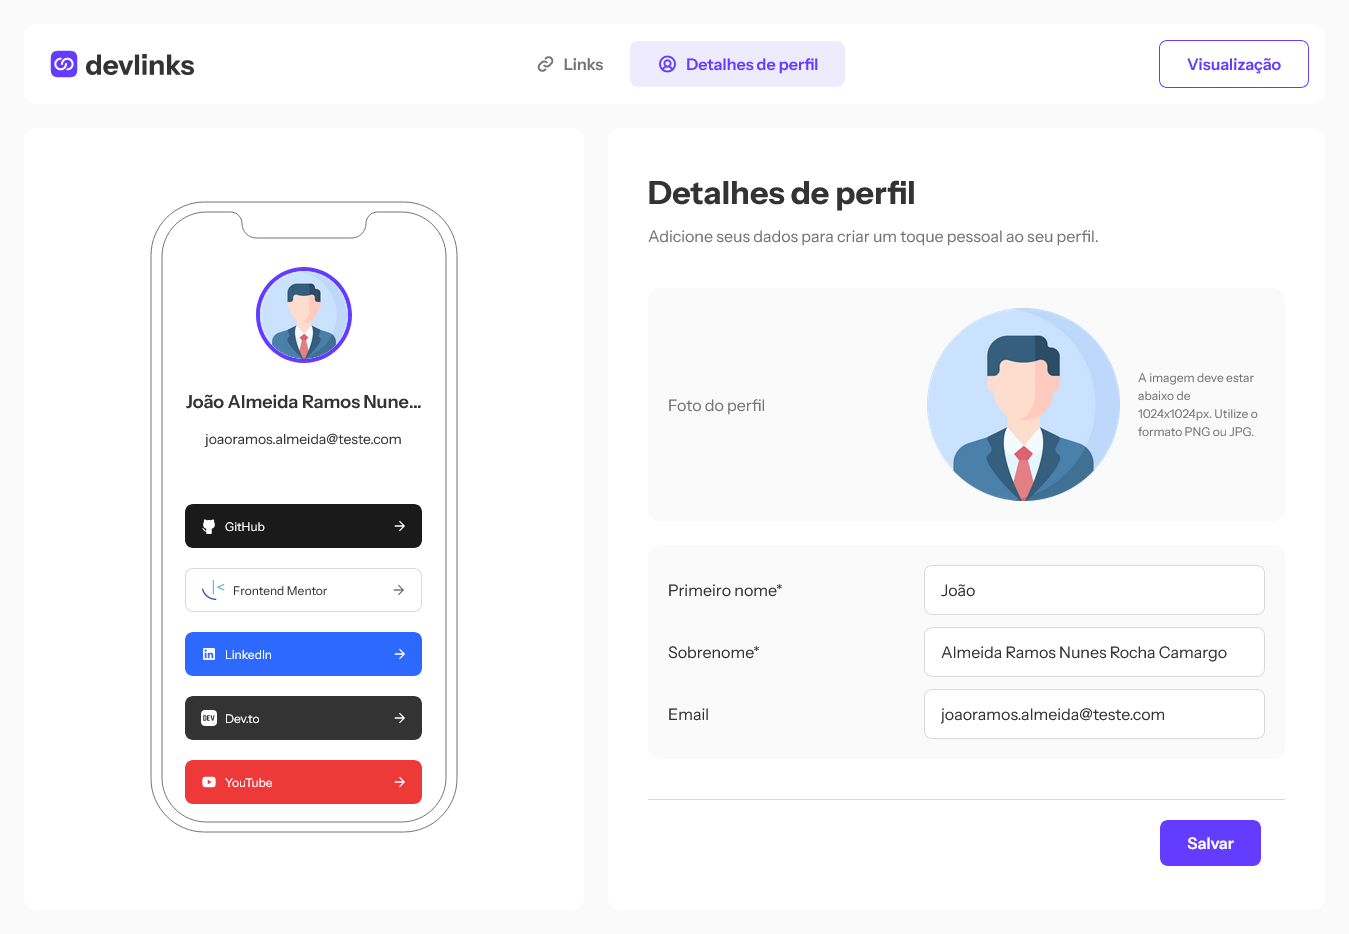 devlinks
Links
Detalhes de perfil
Visualização
João Almeida Ramos Nune...
joaoramos.almeida@teste.com
GitHub
Frontend Mentor
LinkedIn
DEV Dev.to
YouTube
Detalhes de perfil
Adicione seus dados para criar um toque pessoal ao seu perfil.
Foto do perfil
A imagem deve estar
abaixo de
1024x1024px. Utilize o
formato PNG ou JPG.
Primeiro nome*
João
Sobrenome*
Almeida Ramos Nunes Rocha Camargo
Email
joaoramos.almeida@teste.com
Salvar